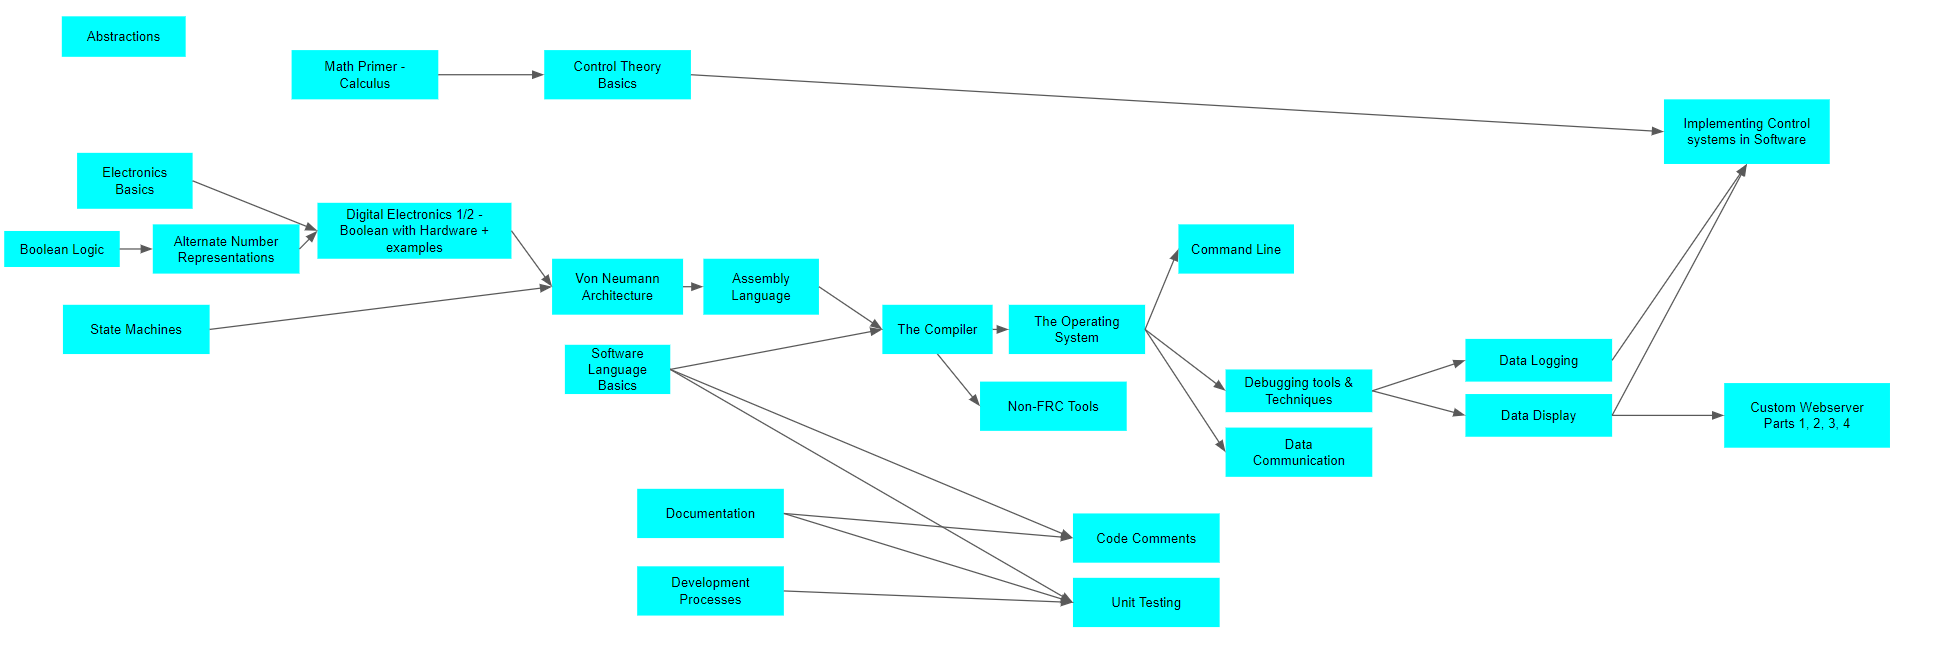 Abstractions
Math Primer -
Calculus
Control Theory
Basics
Implementing Control
systems in Software
Electronics
Basics
Boolean Logic
Alternate Number
Representations
Digital Electronics 1/2 -
Boolean with Hardware +
examples
State Machines
Von Neumann
Architecture
Assembly
Language
Software
Language
Basics
The Compiler
The Operating
System
Command Line
Non-FRC Tools
Debugging tools &
Techniques
Data
Communication
Data Logging
Data Display
Custom Webserver
Parts 1, 2, 3, 4
Documentation
Development
Processes
Code Comments
Unit Testing